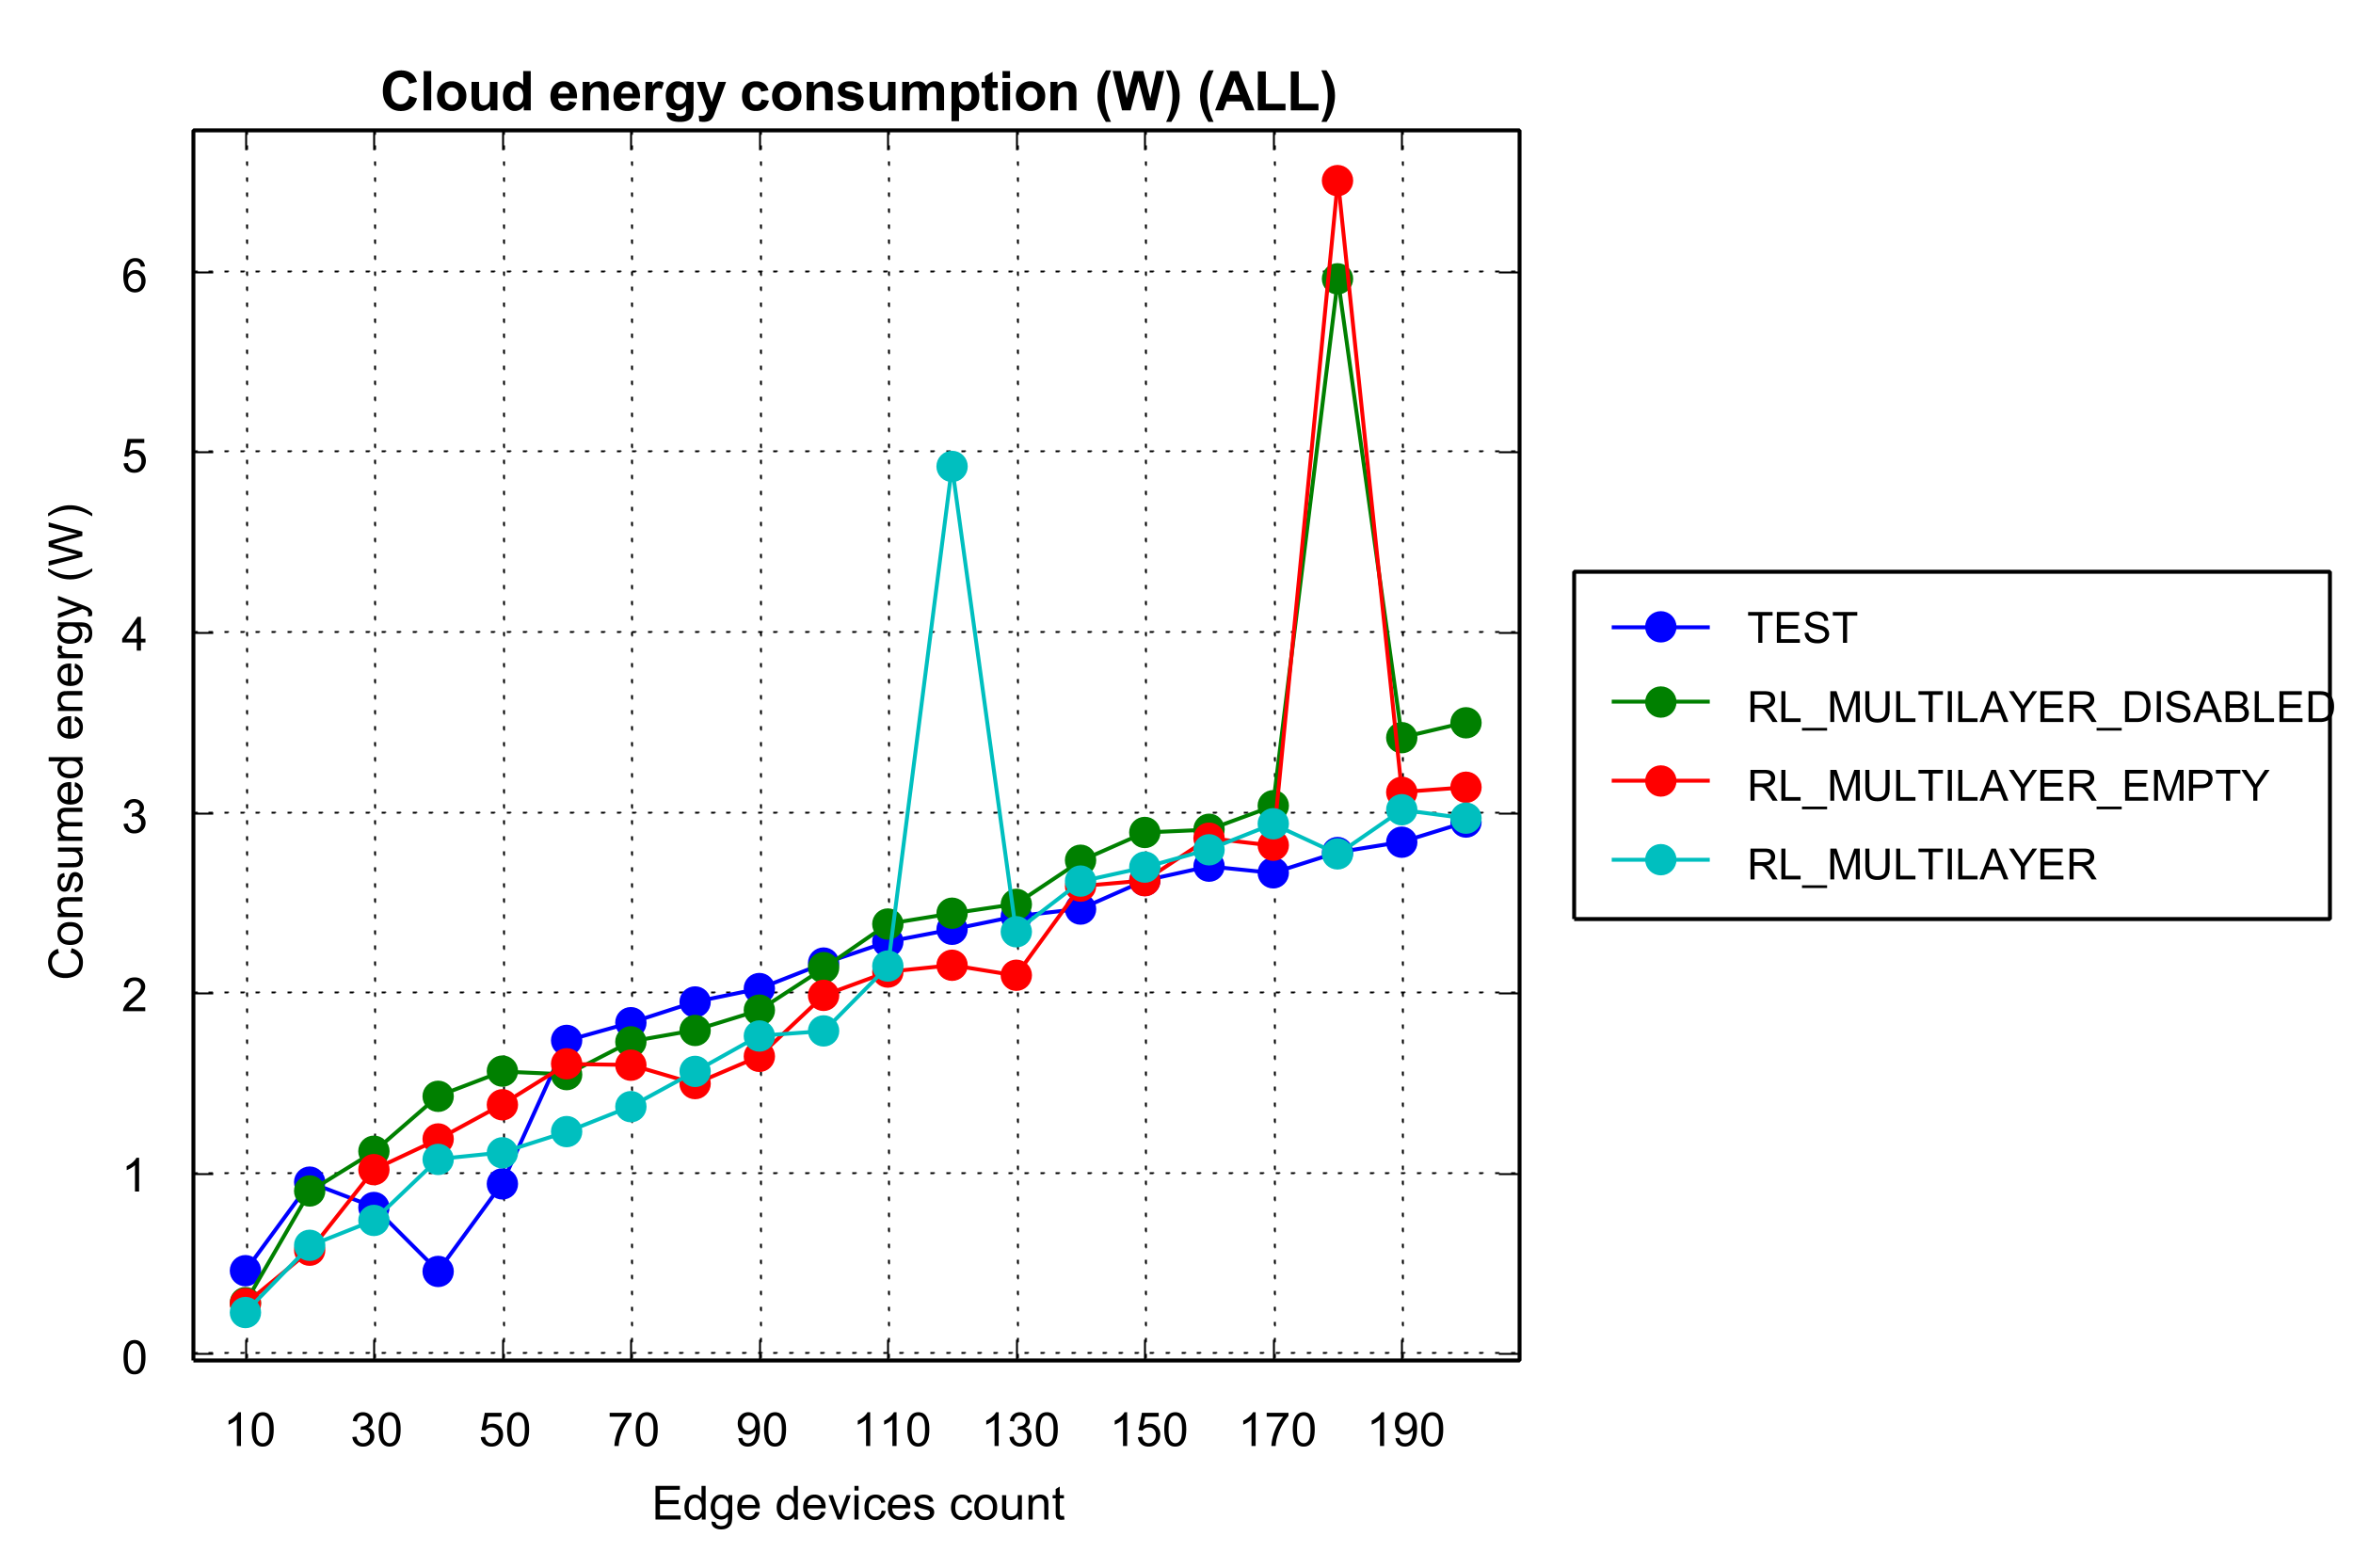 Cloud energy consumption (W) (ALL)
Consumed energy (W)
6
5
4
3
2
1
0
10 30 50 70 90 110 130 150 170 190
Edge devices count
TEST
RL_MULTILAYER_DISABLED
RL_MULTILAYER_EMPTY
RL_MULTILAYER